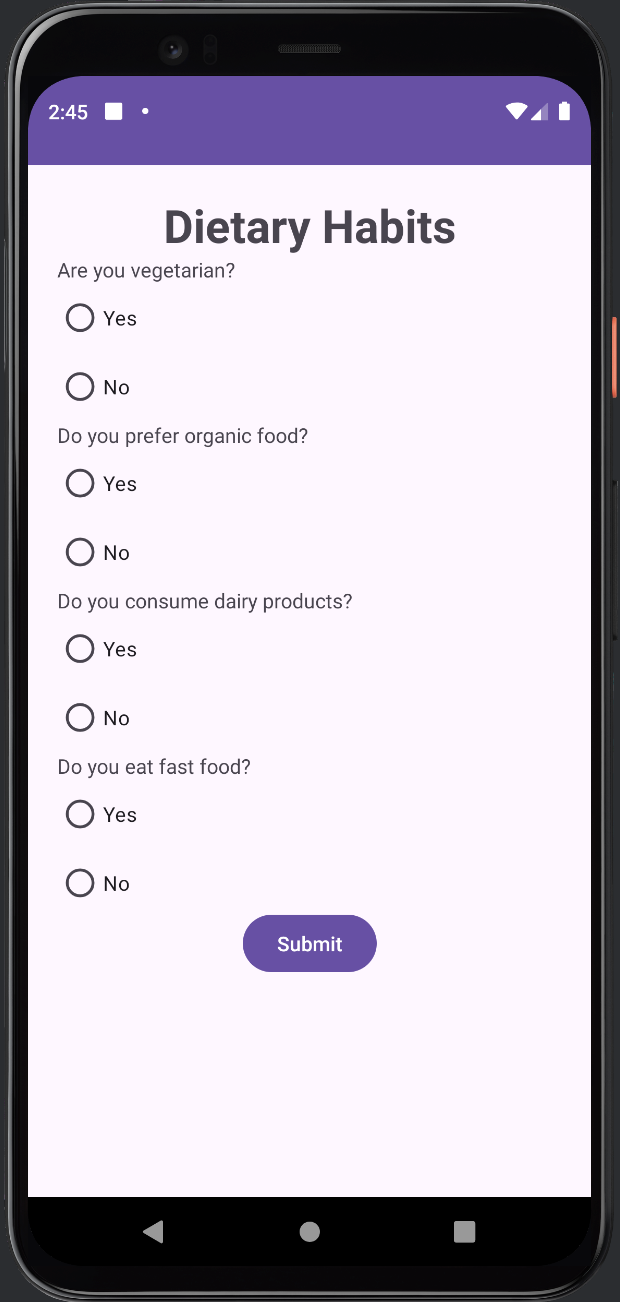 2:45
Dietary Habits
Are you vegetarian?
Yes
No
Do you prefer organic food?
Yes
No
Do you consume dairy products?
Yes
No
Do you eat fast food?
Yes
No
Submit